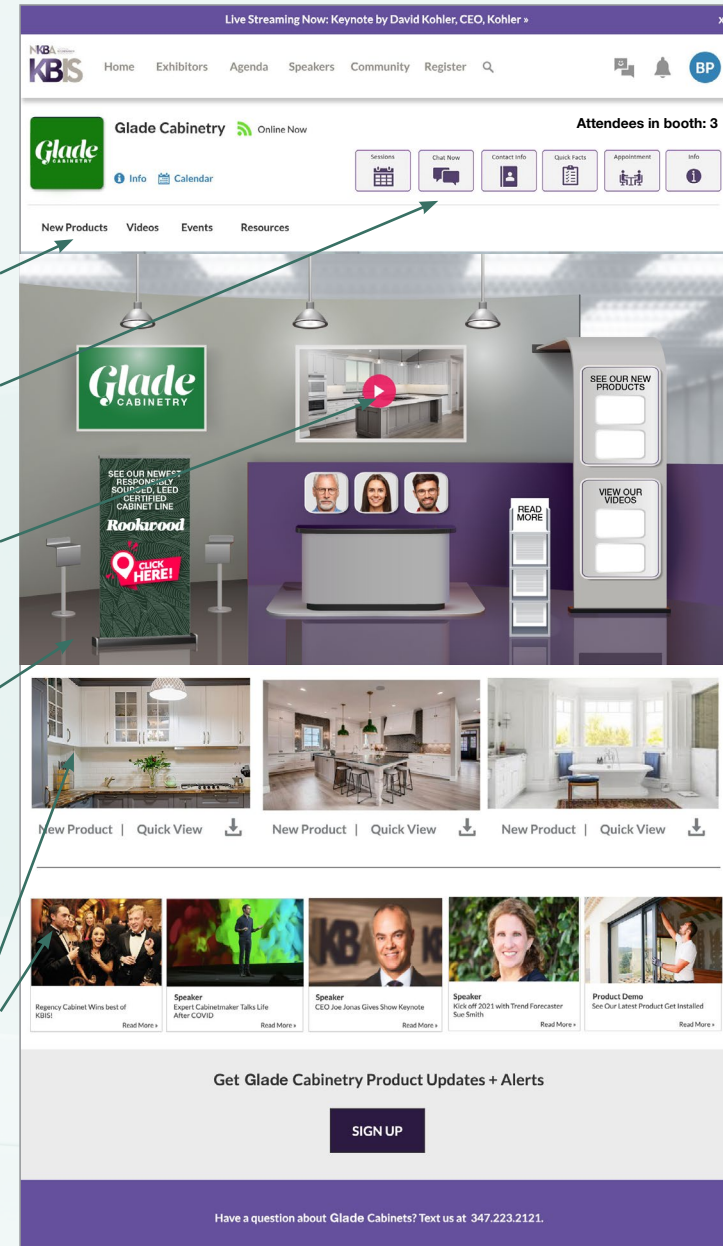 Live Streaming Now: Keynote by David Kohler, CEO, Kohler » x
NKBA
KBIS
Home Exhibitors Agenda Speakers Community Register
BP
Glade
CABINETRY
Glade Cabinetry Online Now
Attendees in booth: 3
Info Calendar
Sessions Chat Now Contact Info Quick Facts Appointment Info
New Products Videos Events Resources
Glade
CABINETRY
SEE OUR NEW
PRODUCTS
SEE OUR NEWEST
RESPONSIBLY
SOURCED, LEED
CERTIFIED
CABINET LINE
Rookwood
CLICK
HERE!
READ
MORE
VIEW OUR
VIDEOS
New Product | Quick View
New Product | Quick View
New Product | Quick View
KB K
Regency Cabinet Wins best of
KBIS!
Read More »
Speaker
Expert Cabinetmaker Talks Life
After COVID
Read More »
Speaker
CEO Joe Jonas Gives Show Keynote
Read More »
Speaker
Kick off 2021 with Trend Forecaster
Sue Smith
Read More »
Product Demo
See Our Latest Product Get Installed
Read More »
Get Glade Cabinetry Product Updates + Alerts
SIGN UP
Have a question about Glade Cabinets? Text us at 347.223.2121.